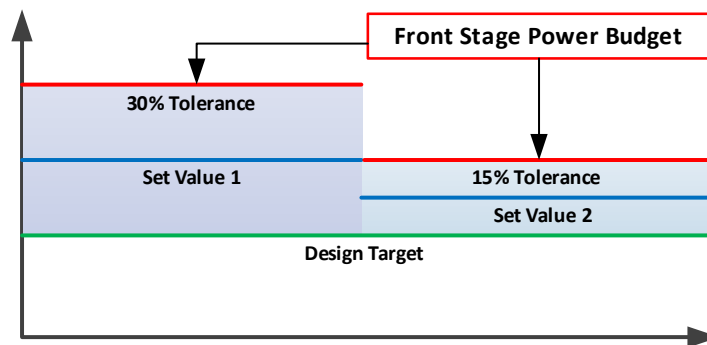 Front Stage Power Budget
30% Tolerance
Set Value 1
15% Tolerance
Set Value 2
Design Target